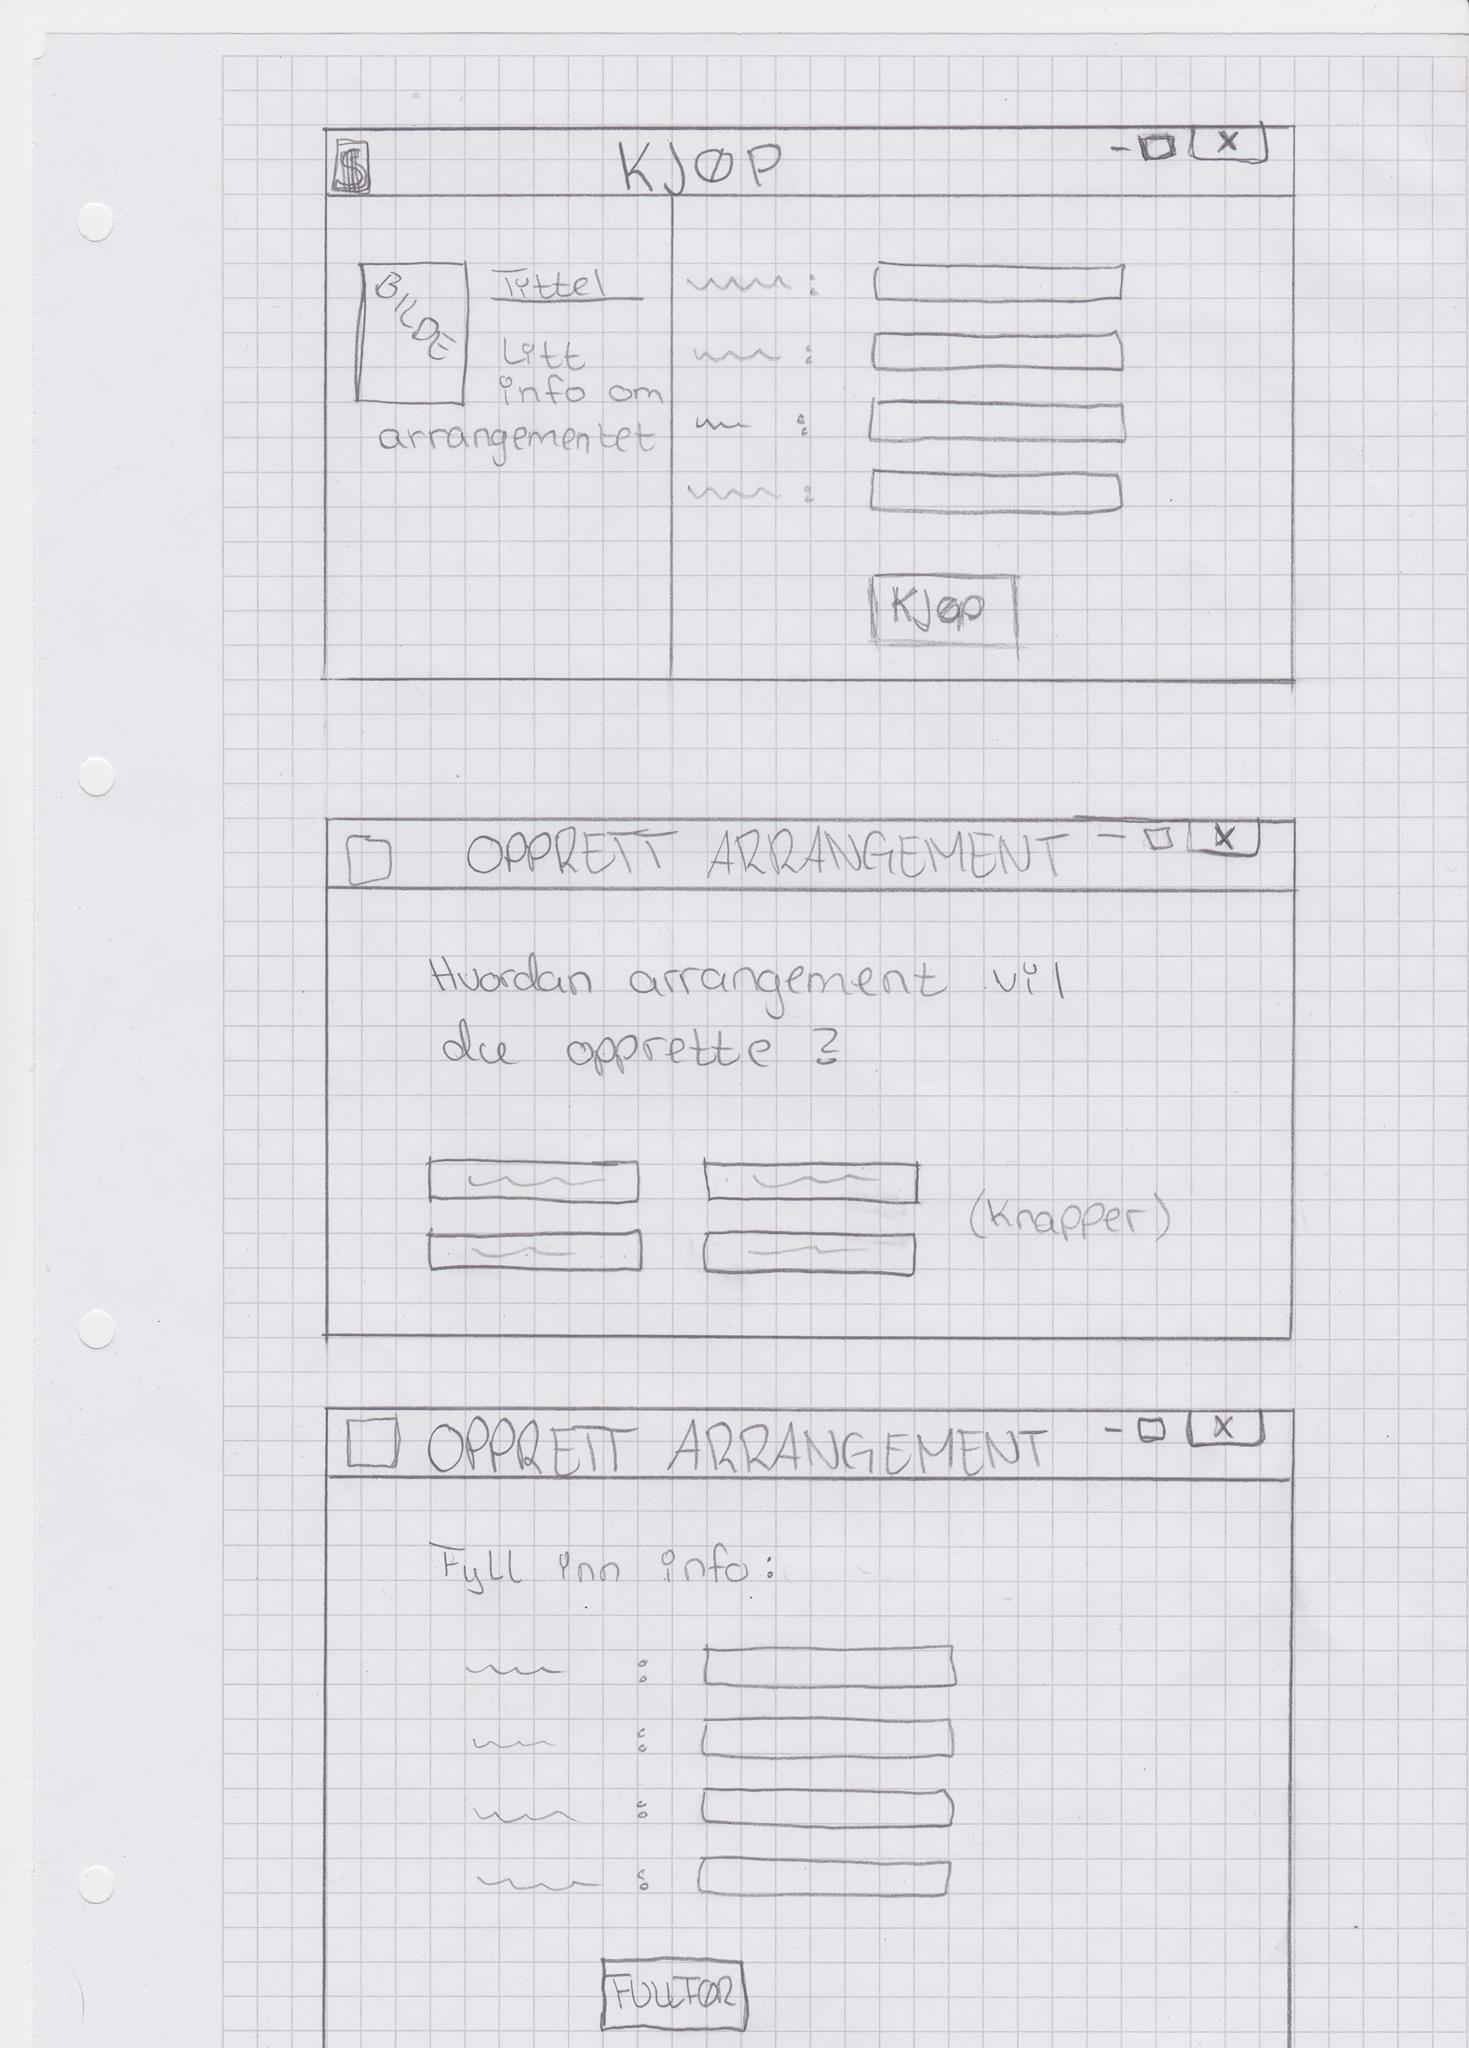 $ KJØP - X
BILDE
Tittel
Litt
info om
arrangementet
:
:
:
:
KJØP
OPPRETT ARRANGEMENT - X
Hvordan arrangement vil
du opprette ?
(Knapper)
OPPRETT ARRANGEMENT - X
Fyll inn info:
:
:
:
:
FULLFØR